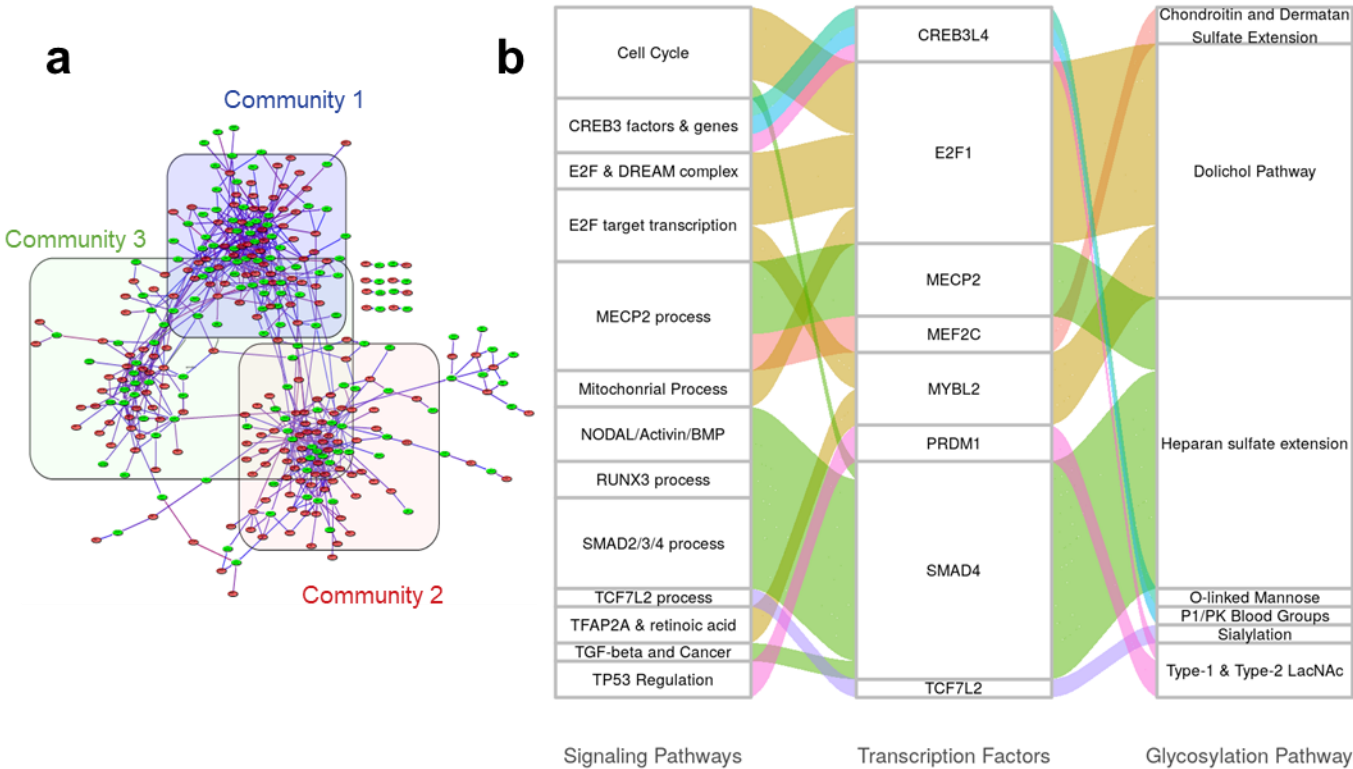 a
Community 1
Community 3
Community 2
b
Cell Cycle
CREB3 factors & genes
E2F & DREAM complex
E2F target transcription
MECP2 process
Mitochonrial Process
NODAL/Activin/BMP
RUNX3 process
SMAD2/3/4 process
TCF7L2 process
TFAP2A & retinoic acid
TGF-beta and Cancer
TP53 Regulation
Signaling Pathways
CREB3L4
E2F1
MECP2
MEF2C
MYBL2
PRDM1
SMAD4
TCF7L2
Transcription Factors
Chondroitin and Dermatan
Sulfate Extension
Dolichol Pathway
Heparan sulfate extension
O-linked Mannose
P1/PK Blood Groups
Sialylation
Type-1 & Type-2 LacNAc
Glycosylation Pathway